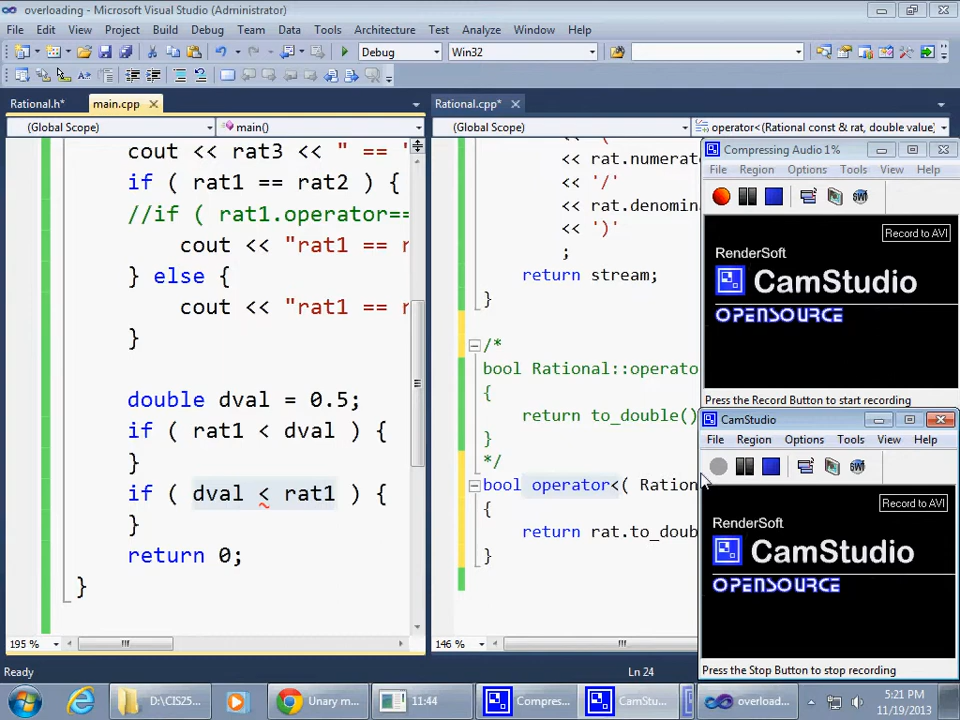 overloading - Microsoft Visual Studio (Administrator)
File Edit View Project Build Debug Team Data Tools Architecture Test Analyze Window Help
Debug Win32
Rational.h* main.cpp Rational.cpp*
(Global Scope) main() (Global Scope) operator<(Rational const & rat, double value)
cout << rat3 << " == '
if ( rat1 == rat2 ) {
//if ( rat1.operator==
cout << "rat1 == r
} else {
cout << "rat1 == r
}
double dval = 0.5;
if ( rat1 < dval ) {
}
if ( dval < rat1 ) {
}
return 0;
}
195 %
<< '(
<< rat.numerat
<< '/'
<< rat.denomin
<< ')'
;
return stream;
}
/*
bool Rational::operato
{
return to_double()
}
*/
bool operator<( Ration
{
return rat.to_doub
}
146 %
Compressing Audio 1%
File Region Options Tools View Help
Record to AVI
RenderSoft
CamStudio
OPENSOURCE
Press the Record Button to start recording
CamStudio
File Region Options Tools View Help
Record to AVI
RenderSoft
CamStudio
OPENSOURCE
Press the Stop Button to stop recording
Ready Ln 24
D:\CIS25... Unary m... 11:44 Compres... CamStu... overload...
5:21 PM
11/19/2013